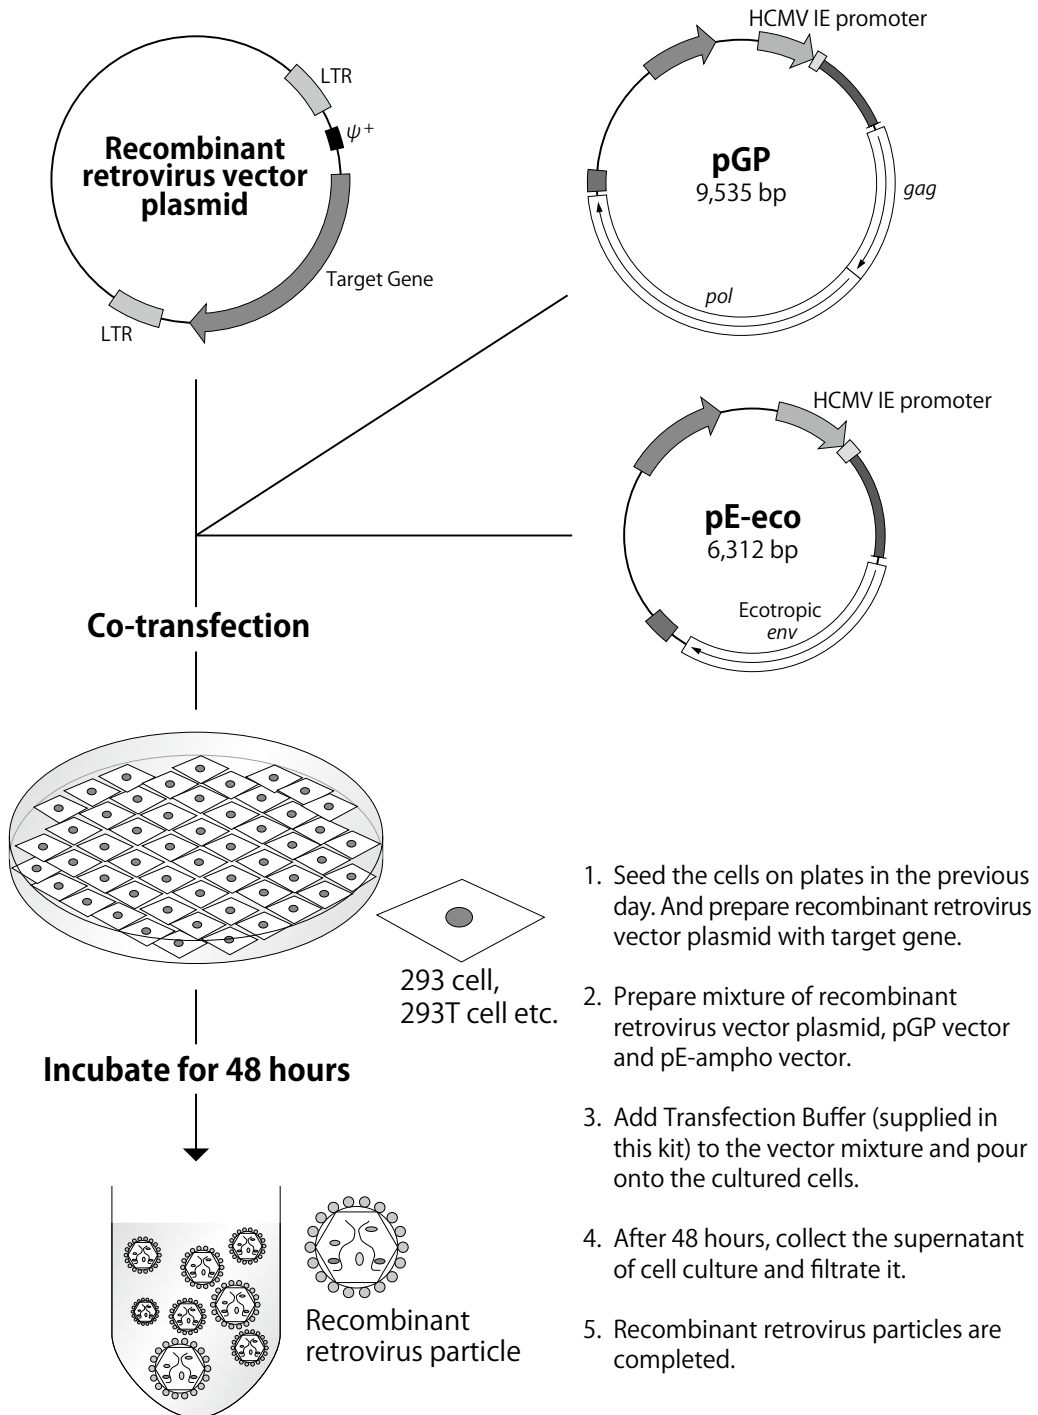 HCMV IE promoter
LTR
ψ+
Recombinant
retrovirus vector
plasmid
pGP
9,535 bp
gag
Target Gene
pol
LTR
HCMV IE promoter
pE-eco
6,312 bp
Ecotropic
env
Co-transfection
293 cell,
293T cell etc.
Incubate for 48 hours
Recombinant
retrovirus particle
1. Seed the cells on plates in the previous
day. And prepare recombinant retrovirus
vector plasmid with target gene.
2. Prepare mixture of recombinant
retrovirus vector plasmid, pGP vector
and pE-ampho vector.
3. Add Transfection Buffer (supplied in
this kit) to the vector mixture and pour
onto the cultured cells.
4. After 48 hours, collect the supernatant
of cell culture and filtrate it.
5. Recombinant retrovirus particles are
completed.